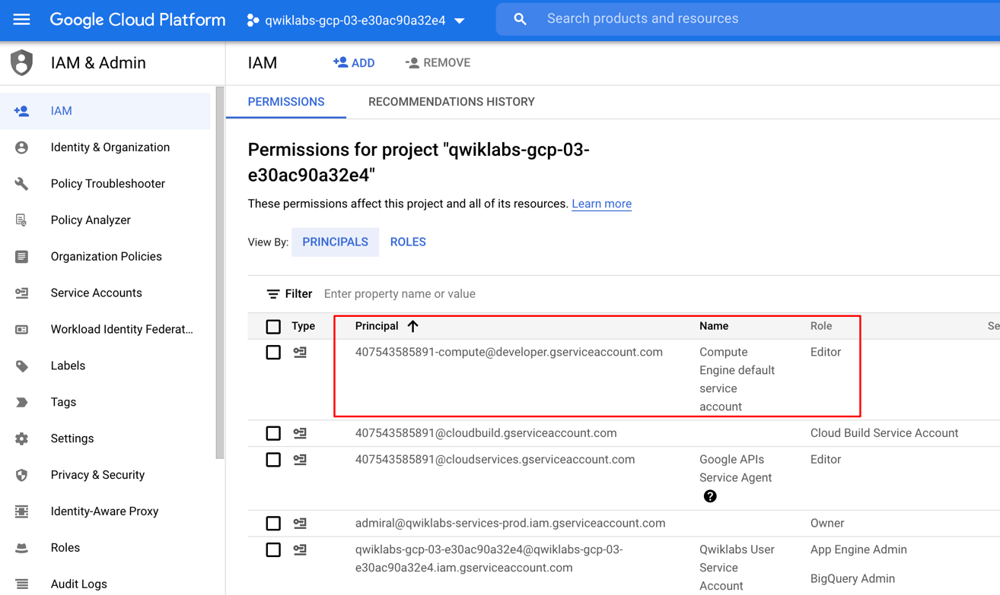 Google Cloud Platform
qwiklabs-gcp-03-e30ac90a32e4
Search products and resources
IAM & Admin
IAM
Identity & Organization
Policy Troubleshooter
Policy Analyzer
Organization Policies
Service Accounts
Workload Identity Federat...
Labels
Tags
Settings
Privacy & Security
Identity-Aware Proxy
Roles
Audit Logs
IAM
ADD
REMOVE
PERMISSIONS
RECOMMENDATIONS HISTORY
Permissions for project "qwiklabs-gcp-03-
e30ac90a32e4"
These permissions affect this project and all of its resources. Learn more
View By: PRINCIPALS ROLES
Filter Enter property name or value
Type Principal Name Role Se
407543585891-compute@developer.gserviceaccount.com Compute Editor
Engine default
service
account
407543585891@cloudbuild.gserviceaccount.com Cloud Build Service Account
407543585891@cloudservices.gserviceaccount.com Google APIs Editor
Service Agent
?
admiral@qwiklabs-services-prod.iam.gserviceaccount.com Owner
qwiklabs-gcp-03-e30ac90a32e4@qwiklabs-gcp-03- Qwiklabs User App Engine Admin
e30ac90a32e4.iam.gserviceaccount.com Service
BigQuery Admin
Account